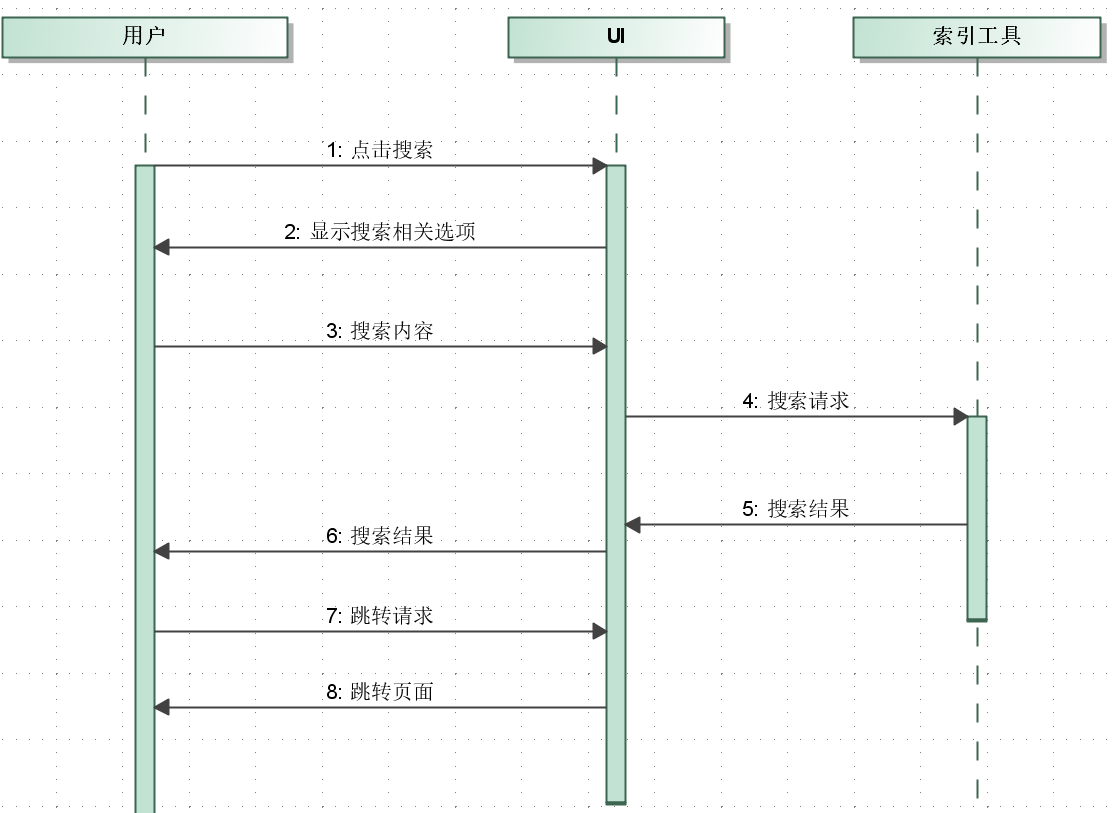 用户
UI
索引工具
1: 点击搜索
2: 显示搜索相关选项
3: 搜索内容
4: 搜索请求
5: 搜索结果
6: 搜索结果
7: 跳转请求
8: 跳转页面